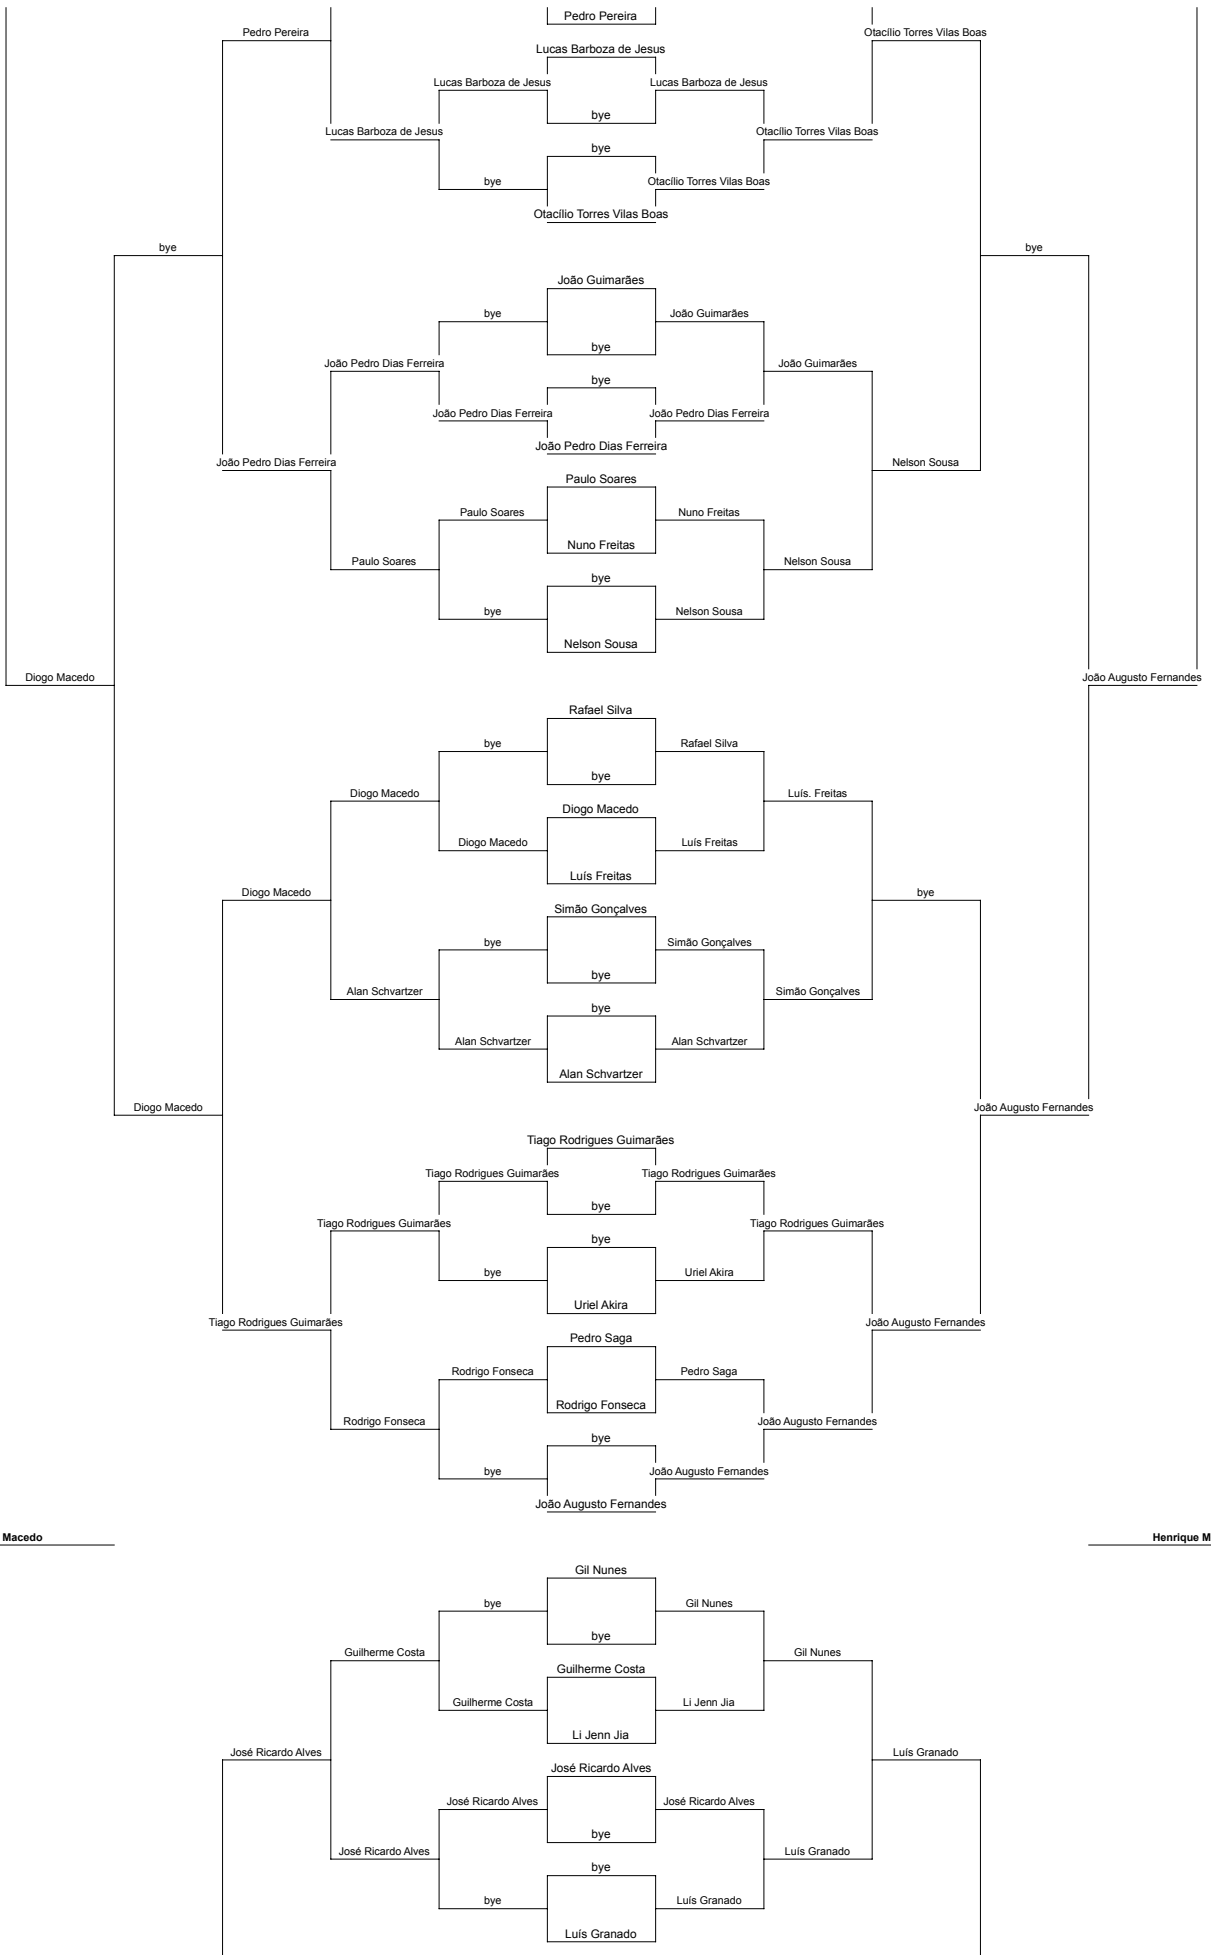 Pedro Pereira
Pedro Pereira
Otacílio Torres Vilas Boas
Lucas Barboza de Jesus
Lucas Barboza de Jesus
Lucas Barboza de Jesus
bye
Lucas Barboza de Jesus
Otacílio Torres Vilas Boas
bye
bye
Otacílio Torres Vilas Boas
Otacílio Torres Vilas Boas
bye
bye
João Guimarães
bye
João Guimarães
bye
João Pedro Dias Ferreira
João Guimarães
bye
João Pedro Dias Ferreira
João Pedro Dias Ferreira
João Pedro Dias Ferreira
João Pedro Dias Ferreira
Nelson Sousa
Paulo Soares
Paulo Soares
Nuno Freitas
Nuno Freitas
Paulo Soares
Nelson Sousa
bye
bye
Nelson Sousa
Nelson Sousa
Diogo Macedo
João Augusto Fernandes
Rafael Silva
bye
Rafael Silva
bye
Diogo Macedo
Luís. Freitas
Diogo Macedo
Diogo Macedo
Luís Freitas
Luís Freitas
Diogo Macedo
bye
Simão Gonçalves
bye
Simão Gonçalves
bye
Alan Schvartzer
Simão Gonçalves
bye
Alan Schvartzer
Alan Schvartzer
Alan Schvartzer
Diogo Macedo
João Augusto Fernandes
Tiago Rodrigues Guimarães
Tiago Rodrigues Guimarães
Tiago Rodrigues Guimarães
bye
Tiago Rodrigues Guimarães
Tiago Rodrigues Guimarães
bye
bye
Uriel Akira
Uriel Akira
Tiago Rodrigues Guimarães
João Augusto Fernandes
Pedro Saga
Rodrigo Fonseca
Pedro Saga
Rodrigo Fonseca
Rodrigo Fonseca
João Augusto Fernandes
bye
bye
João Augusto Fernandes
João Augusto Fernandes
Macedo
Henrique M
Gil Nunes
bye
Gil Nunes
bye
Guilherme Costa
Gil Nunes
Guilherme Costa
Guilherme Costa
Li Jenn Jia
Li Jenn Jia
José Ricardo Alves
Luís Granado
José Ricardo Alves
José Ricardo Alves
José Ricardo Alves
bye
José Ricardo Alves
Luís Granado
bye
bye
Luís Granado
Luís Granado